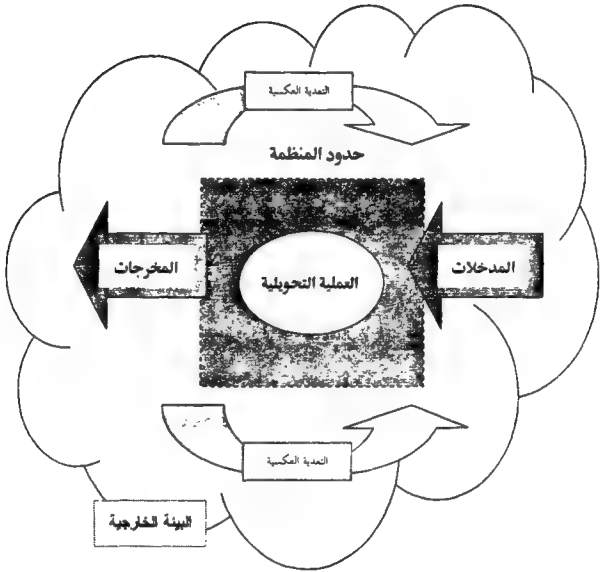 التغذية العكسية
حدود المنظمة
المدخلات
العملية التحويلية
المخرجات
التغذية العكسية
البيئة الخارجية